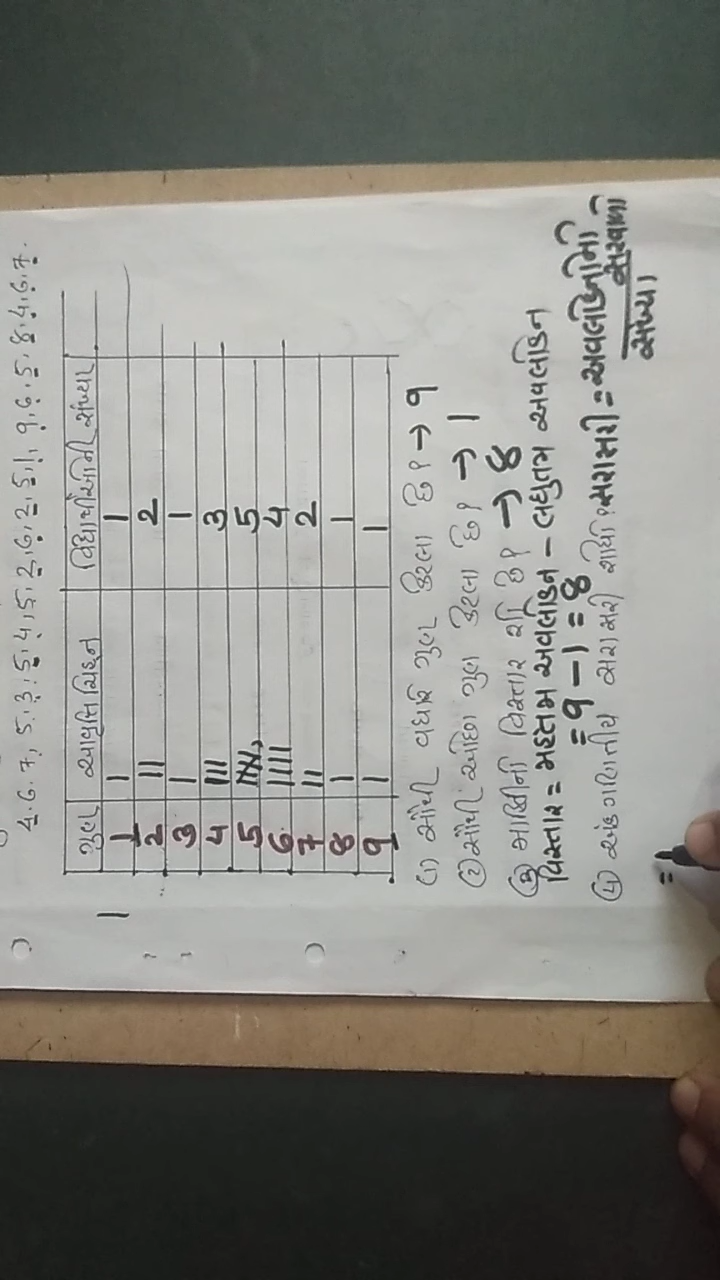 4, 6, 7, 5, 3, 5, 4, 5, 2, 6, 2, 5, 1, 9, 6, 5, 8, 4, 6, 7.
ગુણ આવૃત્તિ ચિહ્ન વિદ્યાર્થીઓની સંખ્યા
1 | 1
2 || 2
3 | 1
4 ||| 3
5 5
6 |||| 4
7 || 2
8 | 1
9 | 1
(1) સૌથી વધારે ગુણ કેટલા છે? → 9
(2) સૌથી ઓછા ગુણ કેટલા છે? → 1
(3) માહિતીનો વિસ્તાર શો છે? → 8
વિસ્તાર = મહત્તમ અવલોકન - લઘુત્તમ અવલોકન
= 9 - 1 = 8
(4) અંકગણિતીય સરાસરી શોધો? સરાસરી = અવલોકનોનો સરવાળો
સંખ્યા
=